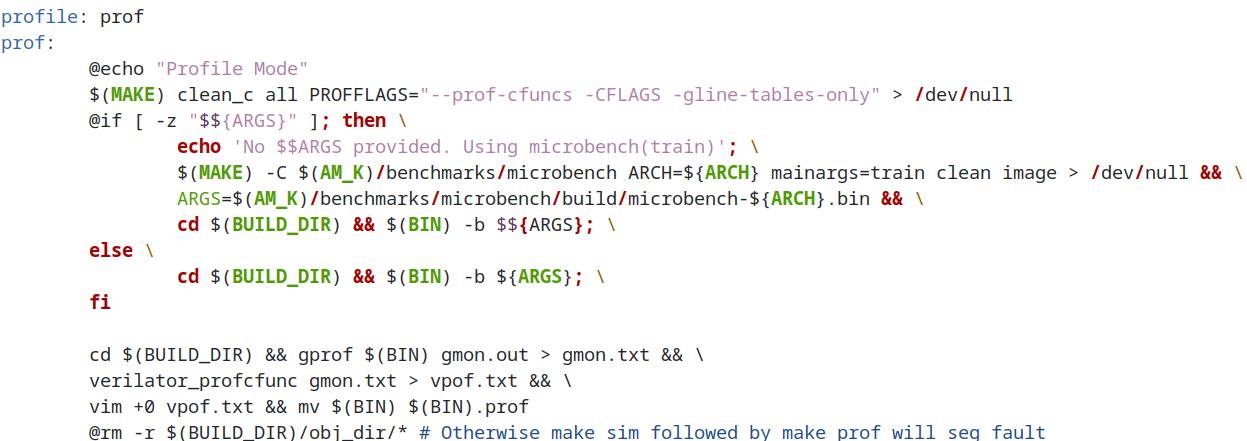 profile: prof
prof:
        @echo "Profile Mode"
        $(MAKE) clean_c all PROFFLAGS="--prof-cfuncs -CFLAGS -gline-tables-only" > /dev/null
        @if [ -z "$${ARGS}" ]; then \
                echo 'No $$ARGS provided. Using microbench(train)'; \
                $(MAKE) -C $(AM_K)/benchmarks/microbench ARCH=${ARCH} mainargs=train clean image > /dev/null && \
                ARGS=$(AM_K)/benchmarks/microbench/build/microbench-${ARCH}.bin && \
                cd $(BUILD_DIR) && $(BIN) -b $${ARGS}; \
        else \
                cd $(BUILD_DIR) && $(BIN) -b ${ARGS}; \
        fi

        cd $(BUILD_DIR) && gprof $(BIN) gmon.out > gmon.txt && \
        verilator_profcfunc gmon.txt > vpof.txt && \
        vim +0 vpof.txt && mv $(BIN) $(BIN).prof
        @rm -r $(BUILD_DIR)/obj_dir/* # Otherwise make sim followed by make prof will seg fault